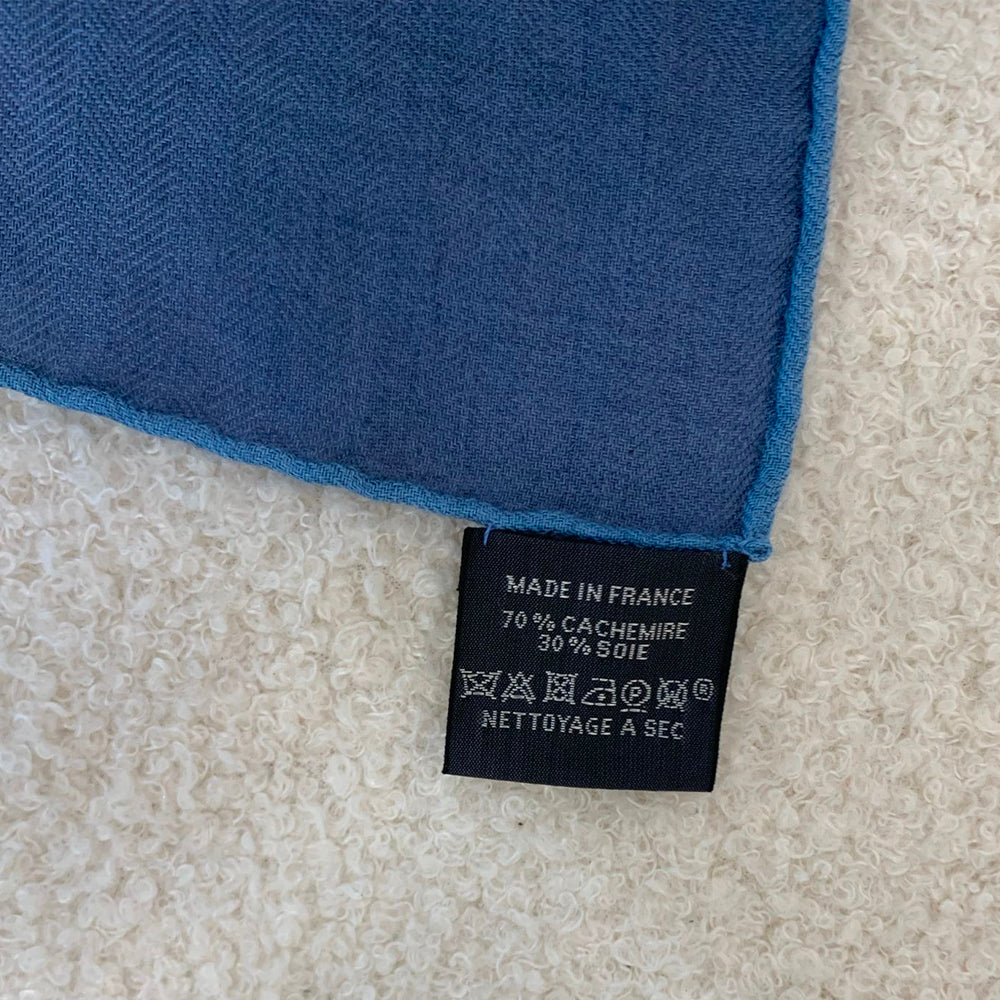 MADE IN FRANCE
70 % CACHEMIRE
30 % SOIE
P ®
NETTOYAGE A SEC